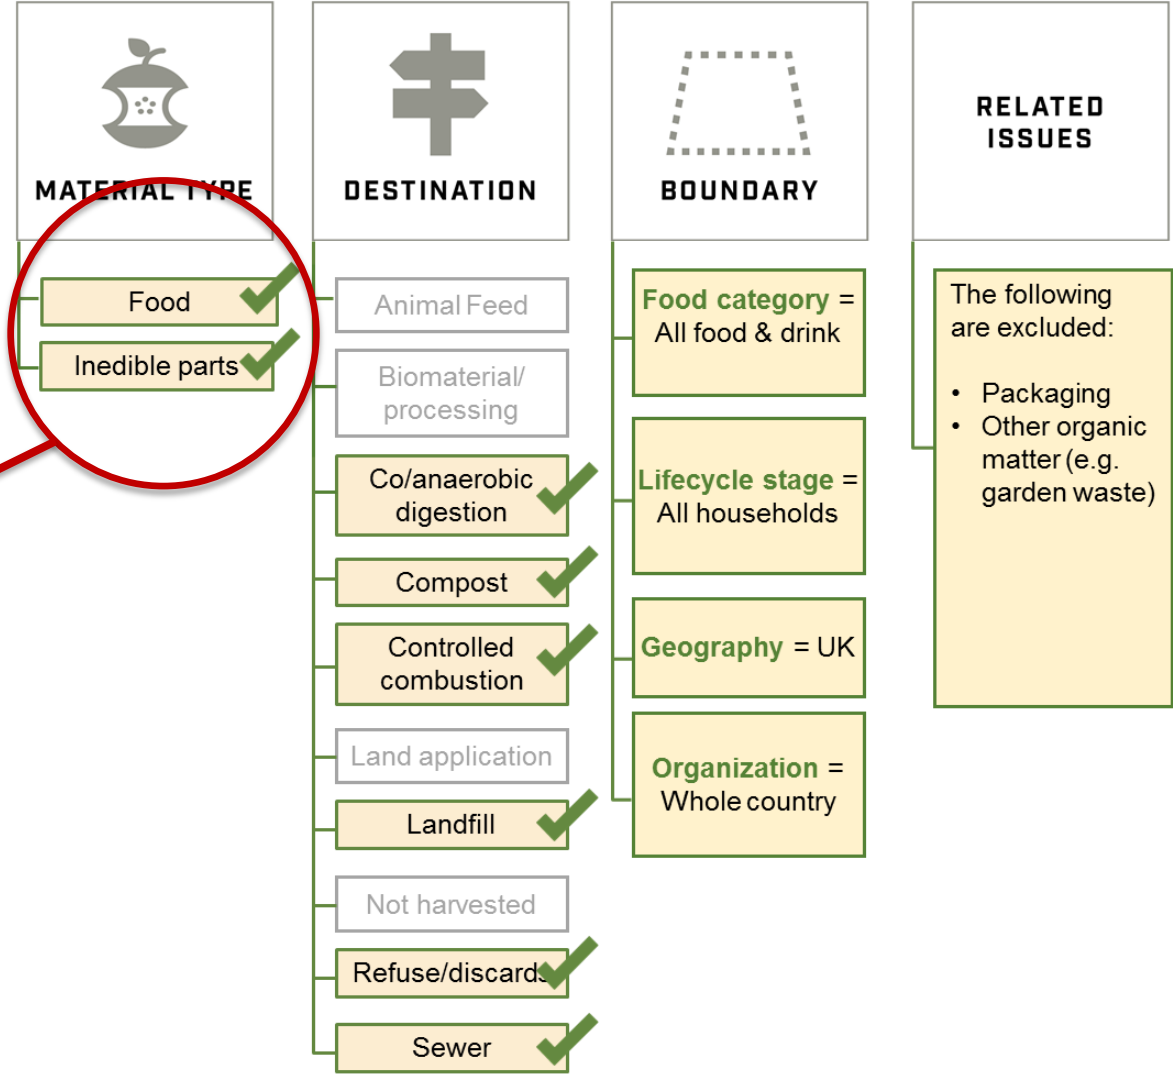 MATERIAL TYPE
Food
Inedible parts
DESTINATION
Animal Feed
Biomaterial/
processing
Co/anaerobic
digestion
Compost
Controlled
combustion
Land application
Landfill
Not harvested
Refuse/discards
Sewer
BOUNDARY
Food category =
All food & drink
Lifecycle stage =
All households
Geography = UK
Organization =
Whole country
RELATED
ISSUES
The following
are excluded:
• Packaging
• Other organic
matter (e.g.
garden waste)